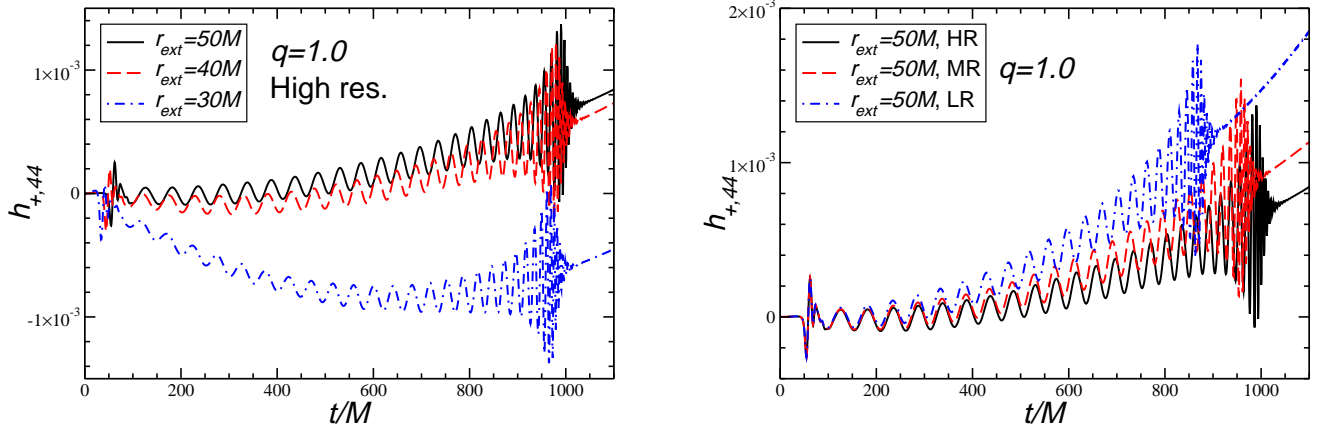 r_ext=50M
r_ext=40M
r_ext=30M
q=1.0
High res.
1×10⁻³
0
-1×10⁻³
h_+,44
0 200 400 600 800 1000
t/M
r_ext=50M, HR
r_ext=50M, MR
r_ext=50M, LR
q=1.0
2×10⁻³
1×10⁻³
0
h_+,44
0 200 400 600 800 1000
t/M